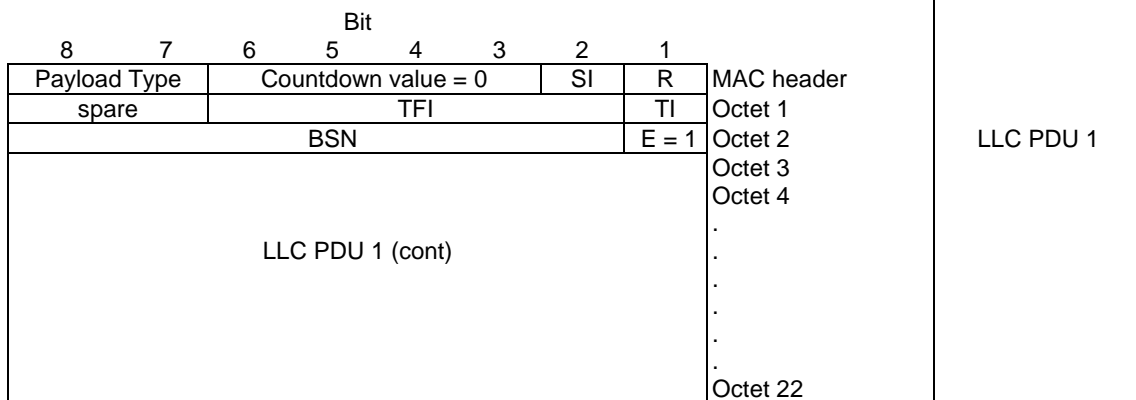 Bit
8 7 6 5 4 3 2 1
Payload Type Countdown value = 0 SI R MAC header
spare TFI TI Octet 1
BSN E = 1 Octet 2 LLC PDU 1
Octet 3
Octet 4
.
LLC PDU 1 (cont) .
.
.
.
.
Octet 22